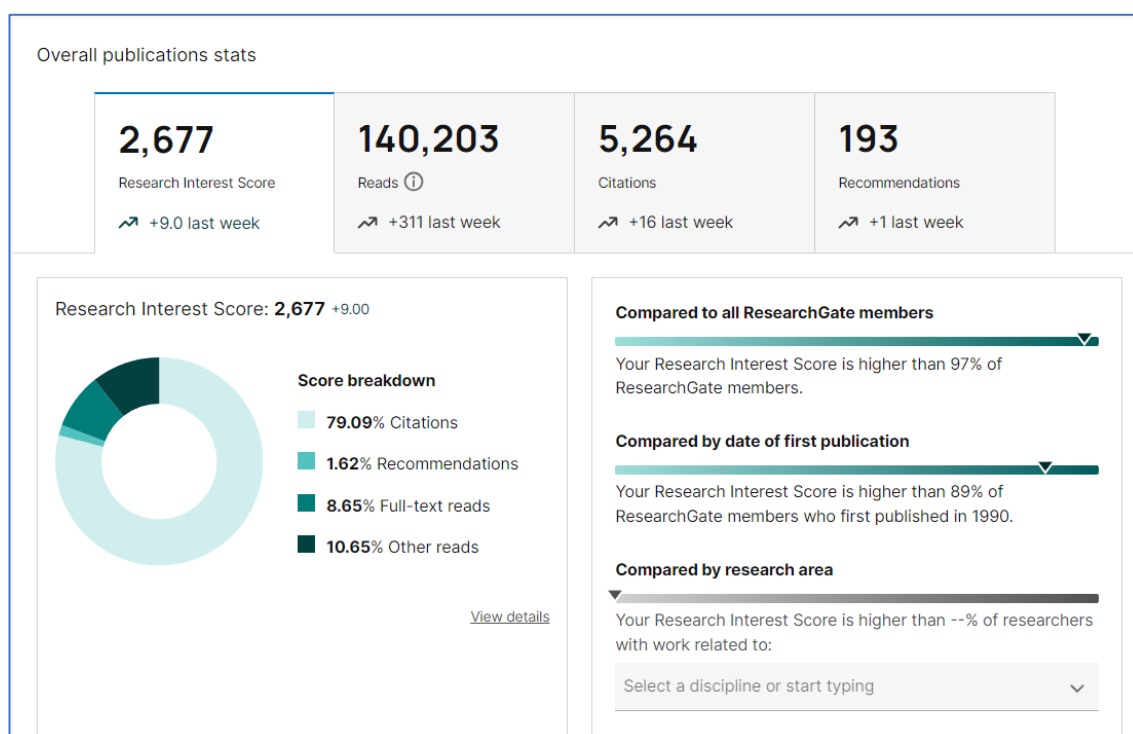 Overall publications stats
2,677
Research Interest Score
+9.0 last week
140,203
Reads
+311 last week
5,264
Citations
+16 last week
193
Recommendations
+1 last week
Research Interest Score: 2,677 +9.00
Score breakdown
79.09% Citations
1.62% Recommendations
8.65% Full-text reads
10.65% Other reads
View details
Compared to all ResearchGate members
Your Research Interest Score is higher than 97% of
ResearchGate members.
Compared by date of first publication
Your Research Interest Score is higher than 89% of
ResearchGate members who first published in 1990.
Compared by research area
Your Research Interest Score is higher than --% of researchers
with work related to:
Select a discipline or start typing